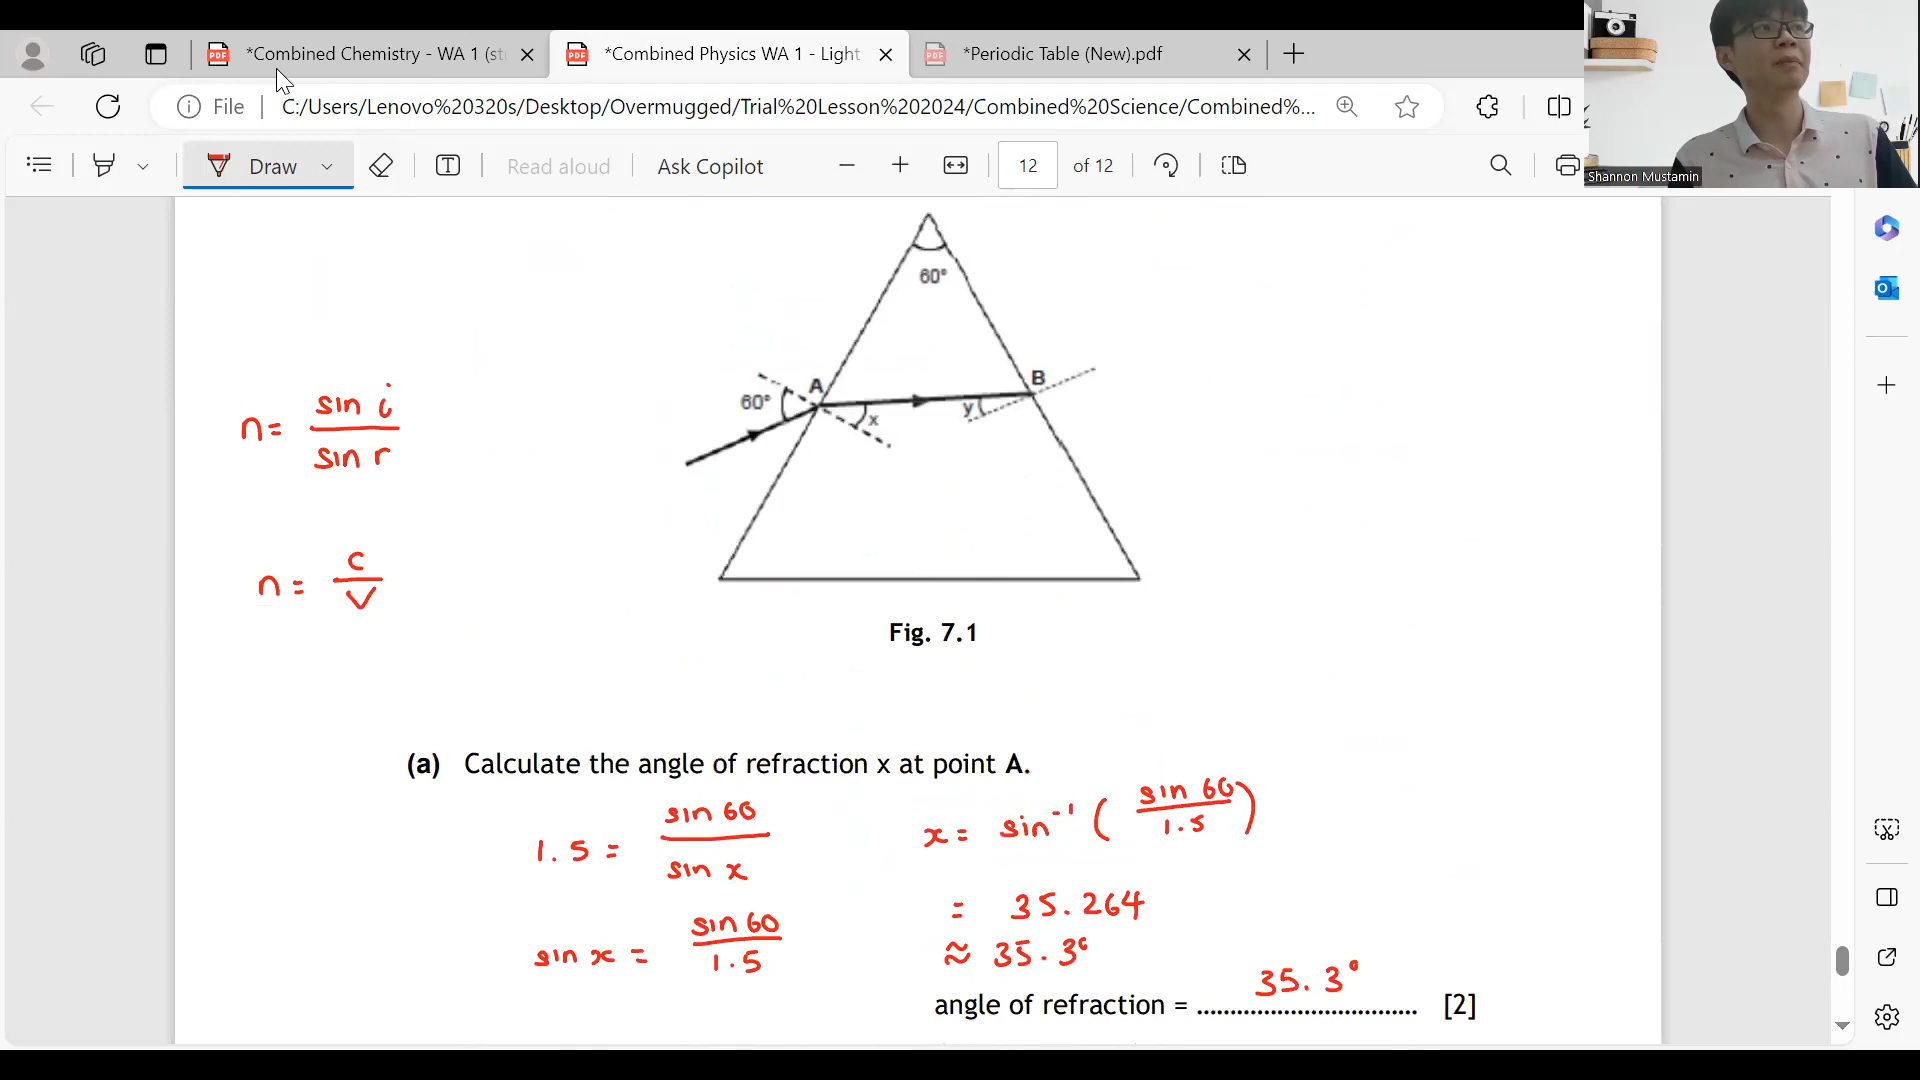 *Combined Chemistry - WA 1 (st
*Combined Physics WA 1 - Light
*Periodic Table (New).pdf
File
C:/Users/Lenovo%20320s/Desktop/Overmugged/Trial%20Lesson%202024/Combined%20Science/Combined%...
Draw
Read aloud
Ask Copilot
12 of 12
Shannon Mustamin
60°
A
B
60°
x
y
n = sin i / sin r
n = c / v
Fig. 7.1
(a) Calculate the angle of refraction x at point A.
1.5 = sin 60 / sin x
x = sin⁻¹ ( sin 60 / 1.5 )
= 35.264
sin x = sin 60 / 1.5
≈ 35.3°
35.3°
angle of refraction = ................................ [2]